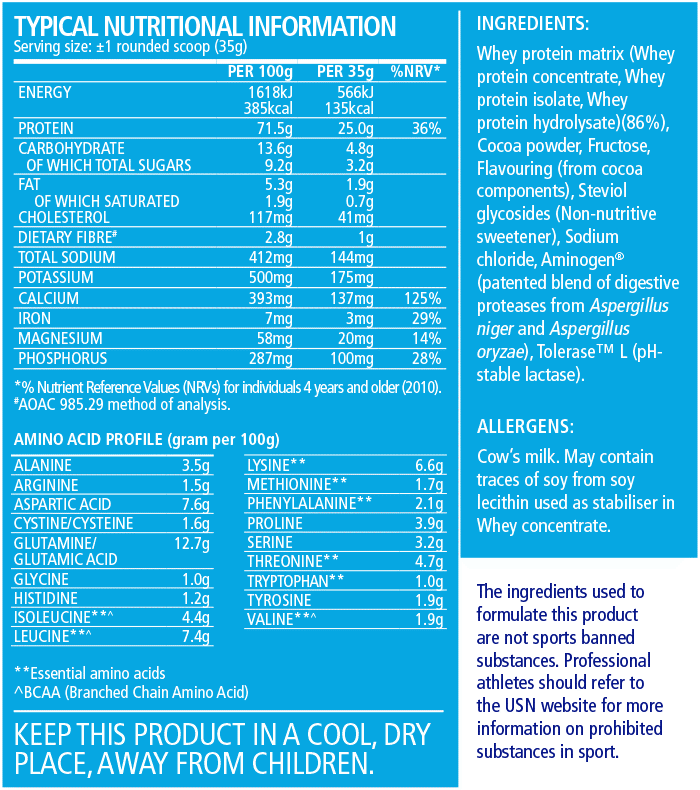 TYPICAL NUTRITIONAL INFORMATION
Serving size: ±1 rounded scoop (35g)
PER 100g PER 35g %NRV*
ENERGY 1618kJ 566kJ
385kcal 135kcal
PROTEIN 71.5g 25.0g 36%
CARBOHYDRATE 13.6g 4.8g
OF WHICH TOTAL SUGARS 9.2g 3.2g
FAT 5.3g 1.9g
OF WHICH SATURATED 1.9g 0.7g
CHOLESTEROL 117mg 41mg
DIETARY FIBRE# 2.8g 1g
TOTAL SODIUM 412mg 144mg
POTASSIUM 500mg 175mg
CALCIUM 393mg 137mg 125%
IRON 7mg 3mg 29%
MAGNESIUM 58mg 20mg 14%
PHOSPHORUS 287mg 100mg 28%
*% Nutrient Reference Values (NRVs) for individuals 4 years and older (2010).
#AOAC 985.29 method of analysis.
AMINO ACID PROFILE (gram per 100g)
ALANINE 3.5g
ARGININE 1.5g
ASPARTIC ACID 7.6g
CYSTINE/CYSTEINE 1.6g
GLUTAMINE/ 12.7g
GLUTAMIC ACID
GLYCINE 1.0g
HISTIDINE 1.2g
ISOLEUCINE**^ 4.4g
LEUCINE**^ 7.4g
LYSINE** 6.6g
METHIONINE** 1.7g
PHENYLALANINE** 2.1g
PROLINE 3.9g
SERINE 3.2g
THREONINE** 4.7g
TRYPTOPHAN** 1.0g
TYROSINE 1.9g
VALINE**^ 1.9g
**Essential amino acids
^BCAA (Branched Chain Amino Acid)
KEEP THIS PRODUCT IN A COOL, DRY
PLACE, AWAY FROM CHILDREN.
INGREDIENTS:
Whey protein matrix (Whey
protein concentrate, Whey
protein isolate, Whey
protein hydrolysate)(86%),
Cocoa powder, Fructose,
Flavouring (from cocoa
components), Steviol
glycosides (Non-nutritive
sweetener), Sodium
chloride, Aminogen®
(patented blend of digestive
proteases from Aspergillus
niger and Aspergillus
oryzae), Tolerase™ L (pH-
stable lactase).
ALLERGENS:
Cow's milk. May contain
traces of soy from soy
lecithin used as stabiliser in
Whey concentrate.
The ingredients used to
formulate this product
are not sports banned
substances. Professional
athletes should refer to
the USN website for more
information on prohibited
substances in sport.